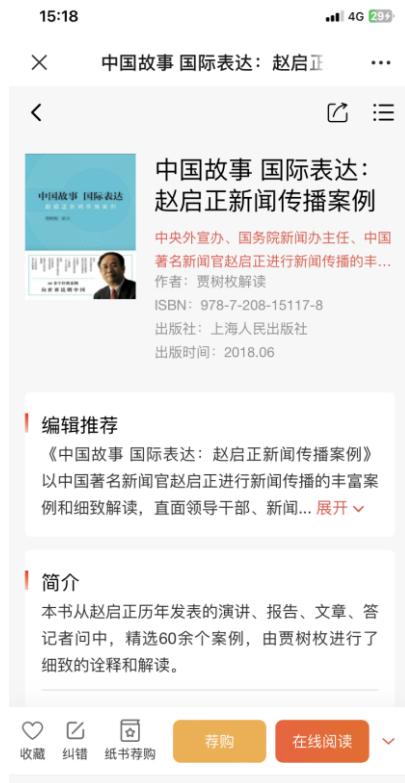 15:18
4G 29
中国故事 国际表达：赵启正
中国故事 国际表达
中国故事 国际表达：
赵启正新闻传播案例
中央外宣办、国务院新闻办主任、中国
著名新闻官赵启正进行新闻传播的丰...
作者：贾树枚解读
ISBN：978-7-208-15117-8
出版社：上海人民出版社
出版时间：2018.06
编辑推荐
《中国故事 国际表达：赵启正新闻传播案例》
以中国著名新闻官赵启正进行新闻传播的丰富案
例和细致解读，直面领导干部、新闻... 展开
简介
本书从赵启正历年发表的演讲、报告、文章、答
记者问中，精选60余个案例，由贾树枚进行了
细致的诠释和解读。
收藏 纠错 纸书荐购 荐购 在线阅读